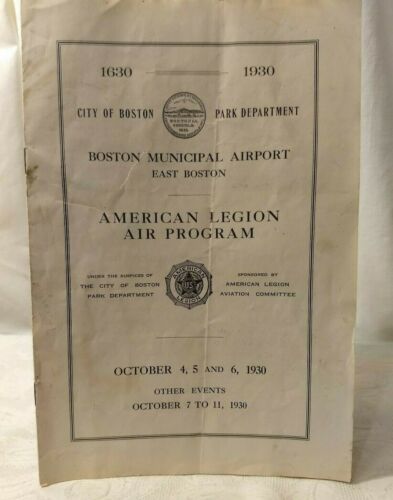 1630 1930
CITY OF BOSTON PARK DEPARTMENT
BOSTON MUNICIPAL AIRPORT
EAST BOSTON
AMERICAN LEGION
AIR PROGRAM
UNDER THE AUSPICES OF
THE CITY OF BOSTON
PARK DEPARTMENT
AMERICAN
US
LEGION
SPONSORED BY
AMERICAN LEGION
AVIATION COMMITTEE
OCTOBER 4, 5 AND 6, 1930
OTHER EVENTS
OCTOBER 7 TO 11, 1930